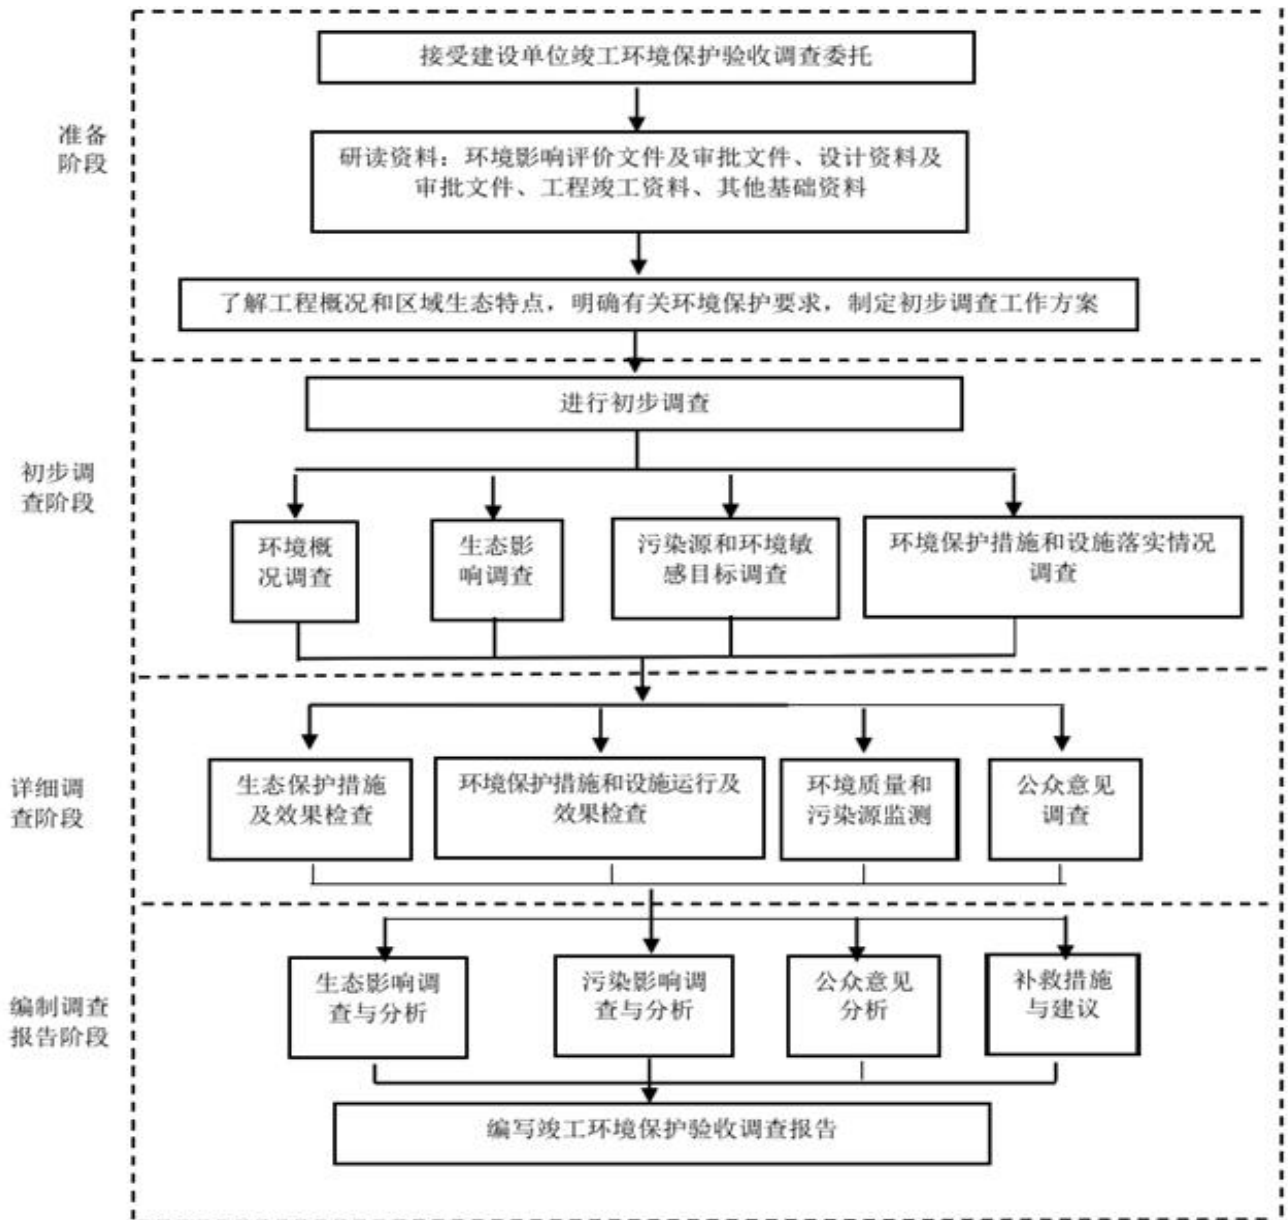 接受建设单位竣工环境保护验收调查委托
准备
阶段
研读资料：环境影响评价文件及审批文件、设计资料及
审批文件、工程竣工资料、其他基础资料
了解工程概况和区域生态特点，明确有关环境保护要求，制定初步调查工作方案
进行初步调查
初步调
查阶段
环境概
况调查
生态影
响调查
污染源和环境敏
感目标调查
环境保护措施和设施落实情况
调查
详细调
查阶段
生态保护措施
及效果检查
环境保护措施和设施运行及
效果检查
环境质量和
污染源监测
公众意见
调查
编制调查
报告阶段
生态影响调
查与分析
污染影响调
查与分析
公众意见
分析
补救措施
与建议
编写竣工环境保护验收调查报告